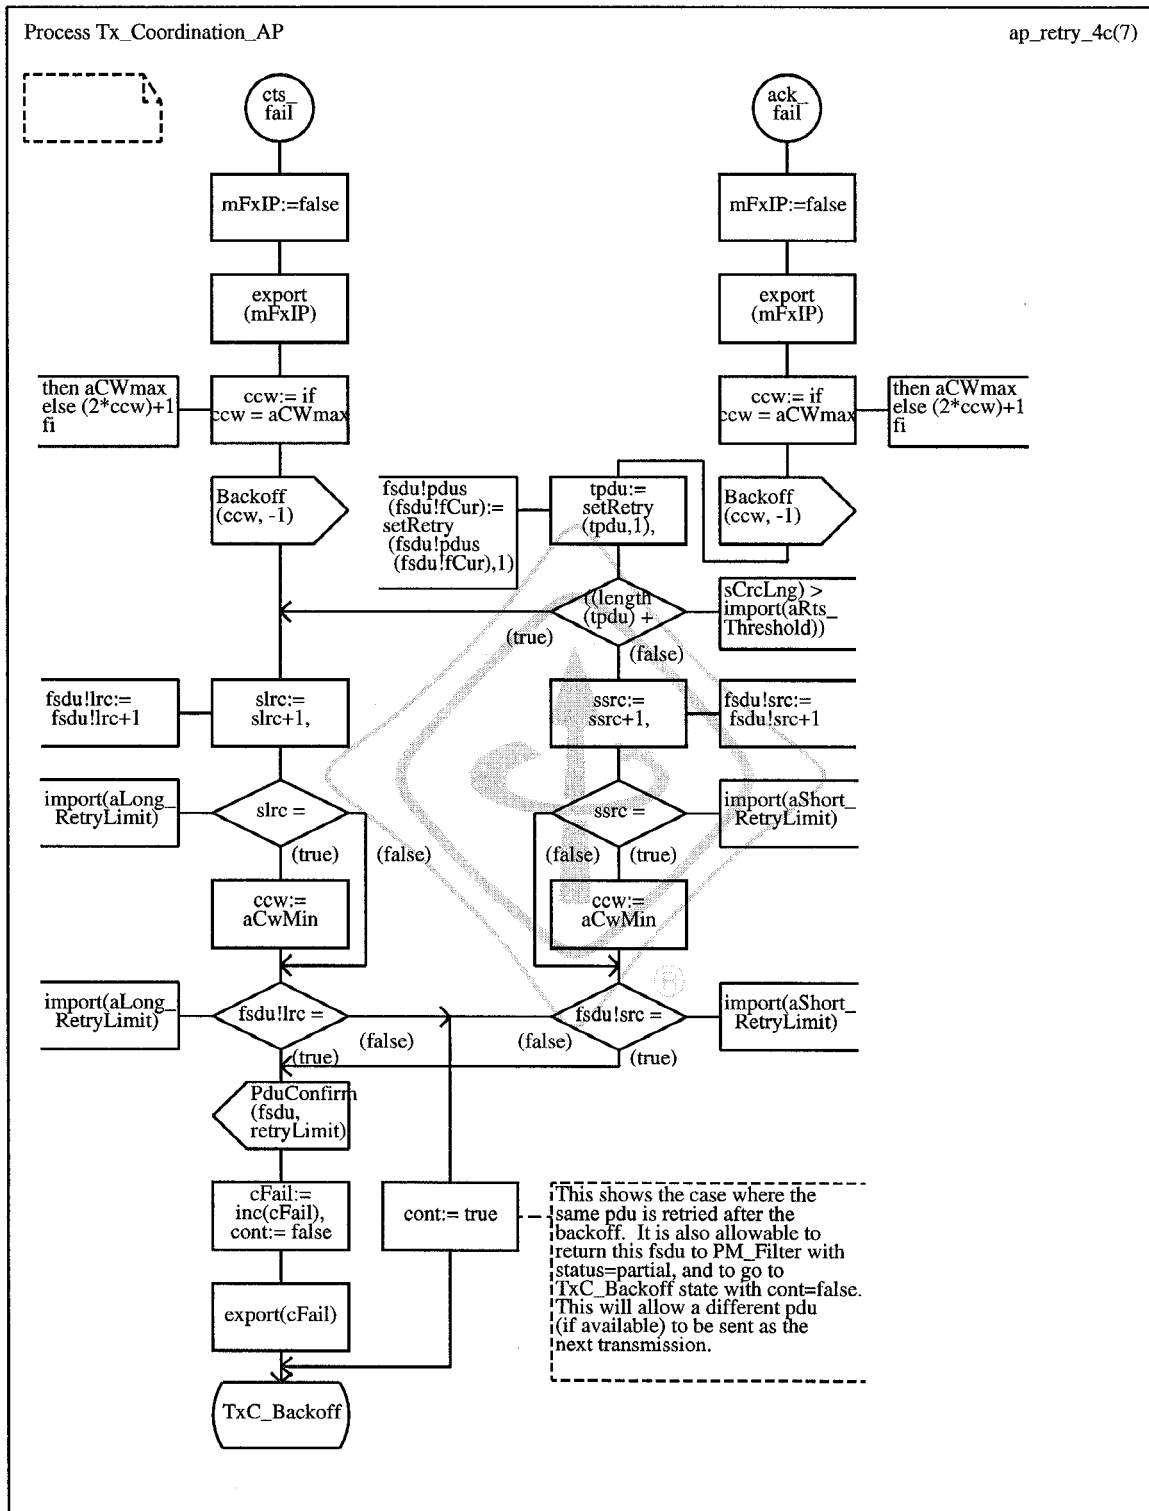 Process Tx_Coordination_AP
ap_retry_4c(7)
cts_
fail
ack_
fail
mFxIP:=false
mFxIP:=false
export
(mFxIP)
export
(mFxIP)
then aCWmax
else (2*ccw)+1
fi
ccw:= if
ccw = aCWmax
ccw:= if
ccw = aCWmax
then aCWmax
else (2*ccw)+1
fi
Backoff
(ccw, -1)
fsdu!pdus
(fsdu!fCur):=
setRetry
(fsdu!pdus
(fsdu!fCur),1)
tpdu:=
setRetry
(tpdu,1),
Backoff
(ccw, -1)
((length
(tpdu) +
sCrcLng) >
import(aRts_
Threshold))
(true)
(false)
fsdu!lrc:=
fsdu!lrc+1
slrc:=
slrc+1,
ssrc:=
ssrc+1,
fsdu!src:=
fsdu!src+1
import(aLong_
RetryLimit)
slrc =
ssrc =
import(aShort_
RetryLimit)
(true)
(false)
(false)
(true)
ccw:=
aCwMin
ccw:=
aCwMin
®
import(aLong_
RetryLimit)
fsdu!lrc =
fsdu!src =
import(aShort_
RetryLimit)
(false)
(false)
(true)
(true)
PduConfirm
(fsdu,
retryLimit)
cFail:=
inc(cFail),
cont:= false
cont:= true
This shows the case where the
same pdu is retried after the
backoff. It is also allowable to
return this fsdu to PM_Filter with
status=partial, and to go to
TxC_Backoff state with cont=false.
This will allow a different pdu
(if available) to be sent as the
next transmission.
export(cFail)
TxC_Backoff